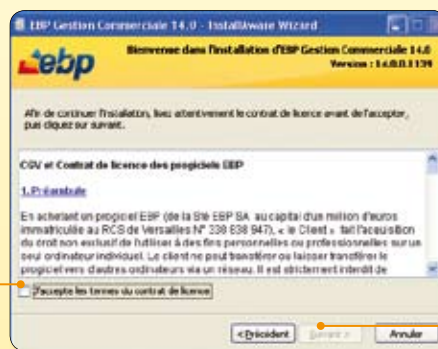 EBP Gestion Commerciale 14.0 - InstallAware Wizard
ebp
Bienvenue dans l'installation d'EBP Gestion Commerciale 14.0
Version : 14.0.0.1139
Afin de continuer l'installation, lisez attentivement le contrat de licence avant de l'accepter,
puis cliquez sur suivant.
CGV et Contrat de licence des progiciels EBP
1. Préambule
En achetant un progiciel EBP (de la Sté EBP SA au capital d'un million d'euros
immatriculée au RCS de Versailles N° 338 838 947), « le Client » fait l'acquisition
du droit non exclusif de l'utiliser à des fins personnelles ou professionnelles sur un
seul ordinateur individuel. Le client ne peut transférer ou laisser transférer le
progiciel vers d'autres ordinateurs via un réseau. Il est strictement interdit de
J'accepte les termes du contrat de licence
< Précédent
Suivant >
Annuler